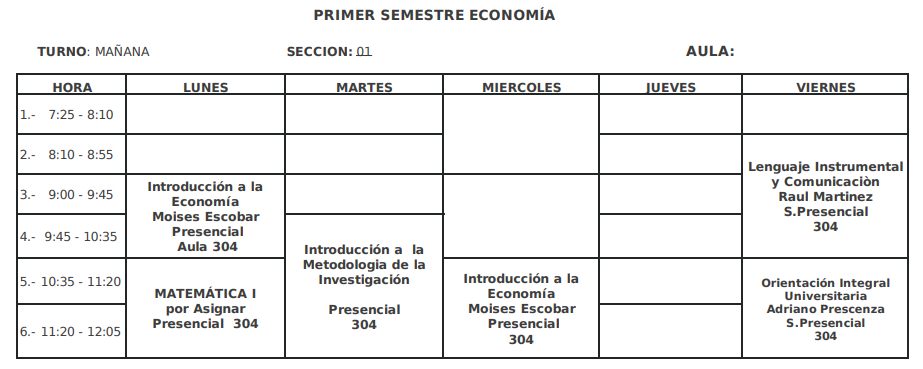 PRIMER SEMESTRE ECONOMÍA
TURNO: MAÑANA SECCION: 01 AULA:
HORA LUNES MARTES MIERCOLES JUEVES VIERNES
1.- 7:25 - 8:10
2.- 8:10 - 8:55
3.- 9:00 - 9:45
4.- 9:45 - 10:35
5.- 10:35 - 11:20
6.- 11:20 - 12:05
Introducción a la
Economía
Moises Escobar
Presencial
Aula 304
MATEMÁTICA I
por Asignar
Presencial 304
Introducción a la
Metodologia de la
Investigación
Presencial
304
Introducción a la
Economía
Moises Escobar
Presencial
304
Lenguaje Instrumental
y Comunicaciòn
Raul Martinez
S.Presencial
304
Orientación Integral
Universitaria
Adriano Prescenza
S.Presencial
304